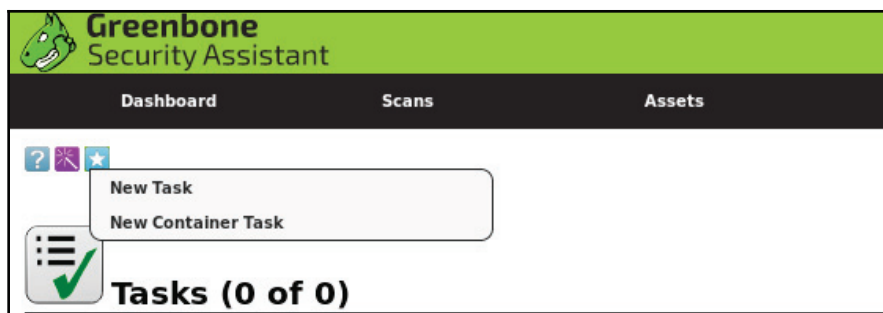 Greenbone
Security Assistant
Dashboard Scans Assets
?
New Task
New Container Task
Tasks (0 of 0)